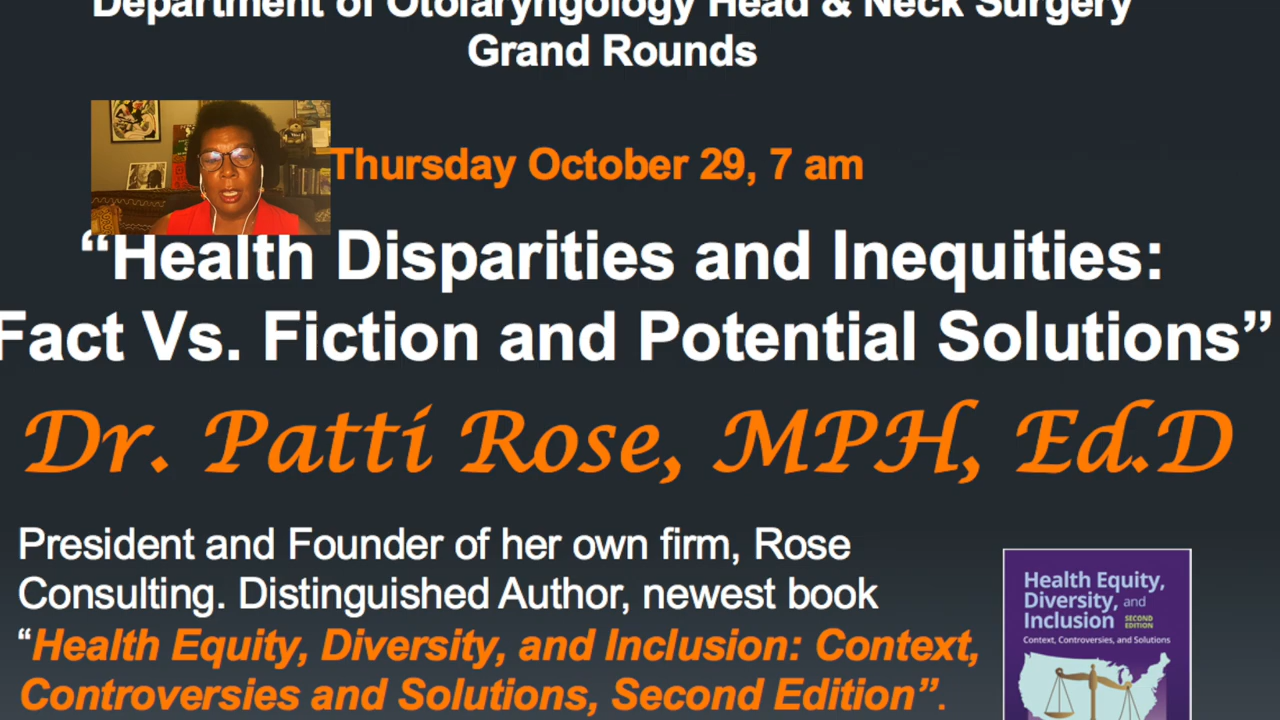 Department of Otolaryngology Head & Neck Surgery
Grand Rounds
Thursday October 29, 7 am
“Health Disparities and Inequities:
Fact Vs. Fiction and Potential Solutions”
Dr. Patti Rose, MPH, Ed.D
President and Founder of her own firm, Rose
Consulting. Distinguished Author, newest book
“Health Equity, Diversity, and Inclusion: Context,
Controversies and Solutions, Second Edition”.
Health Equity,
Diversity, and
Inclusion SECOND EDITION
Context, Controversies, and Solutions